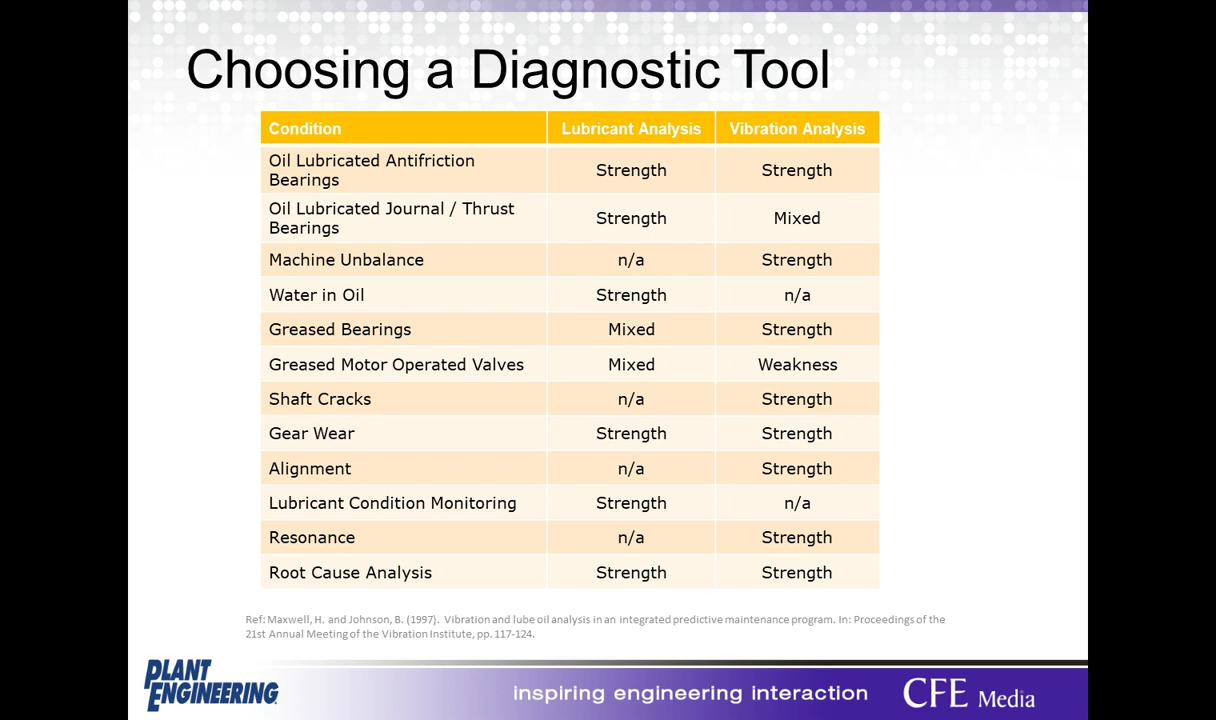 Choosing a Diagnostic Tool
Condition Lubricant Analysis Vibration Analysis
Oil Lubricated Antifriction
Bearings Strength Strength
Oil Lubricated Journal / Thrust
Bearings Strength Mixed
Machine Unbalance n/a Strength
Water in Oil Strength n/a
Greased Bearings Mixed Strength
Greased Motor Operated Valves Mixed Weakness
Shaft Cracks n/a Strength
Gear Wear Strength Strength
Alignment n/a Strength
Lubricant Condition Monitoring Strength n/a
Resonance n/a Strength
Root Cause Analysis Strength Strength
Ref: Maxwell, H. and Johnson, B. (1997). Vibration and lube oil analysis in an integrated predictive maintenance program. In: Proceedings of the
21st Annual Meeting of the Vibration Institute, pp. 117-124.
PLANT
ENGINEERING
inspiring engineering interaction
CFE Media